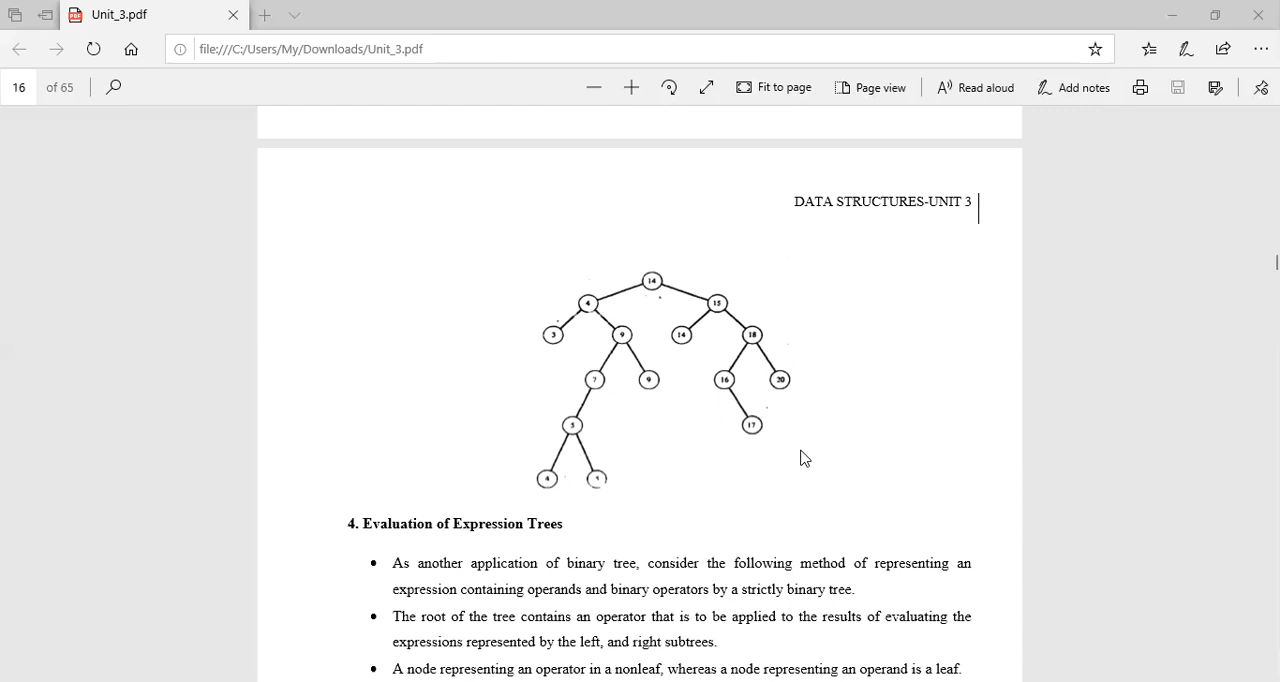 Unit_3.pdf
file:///C:/Users/My/Downloads/Unit_3.pdf
16 of 65 Fit to page Page view Read aloud Add notes
DATA STRUCTURES-UNIT 3
14
4 15
3 9 14 18
7 9 16 20
5 17
4
4. Evaluation of Expression Trees
• As another application of binary tree, consider the following method of representing an
expression containing operands and binary operators by a strictly binary tree.
• The root of the tree contains an operator that is to be applied to the results of evaluating the
expressions represented by the left, and right subtrees.
• A node representing an operator in a nonleaf, whereas a node representing an operand is a leaf.